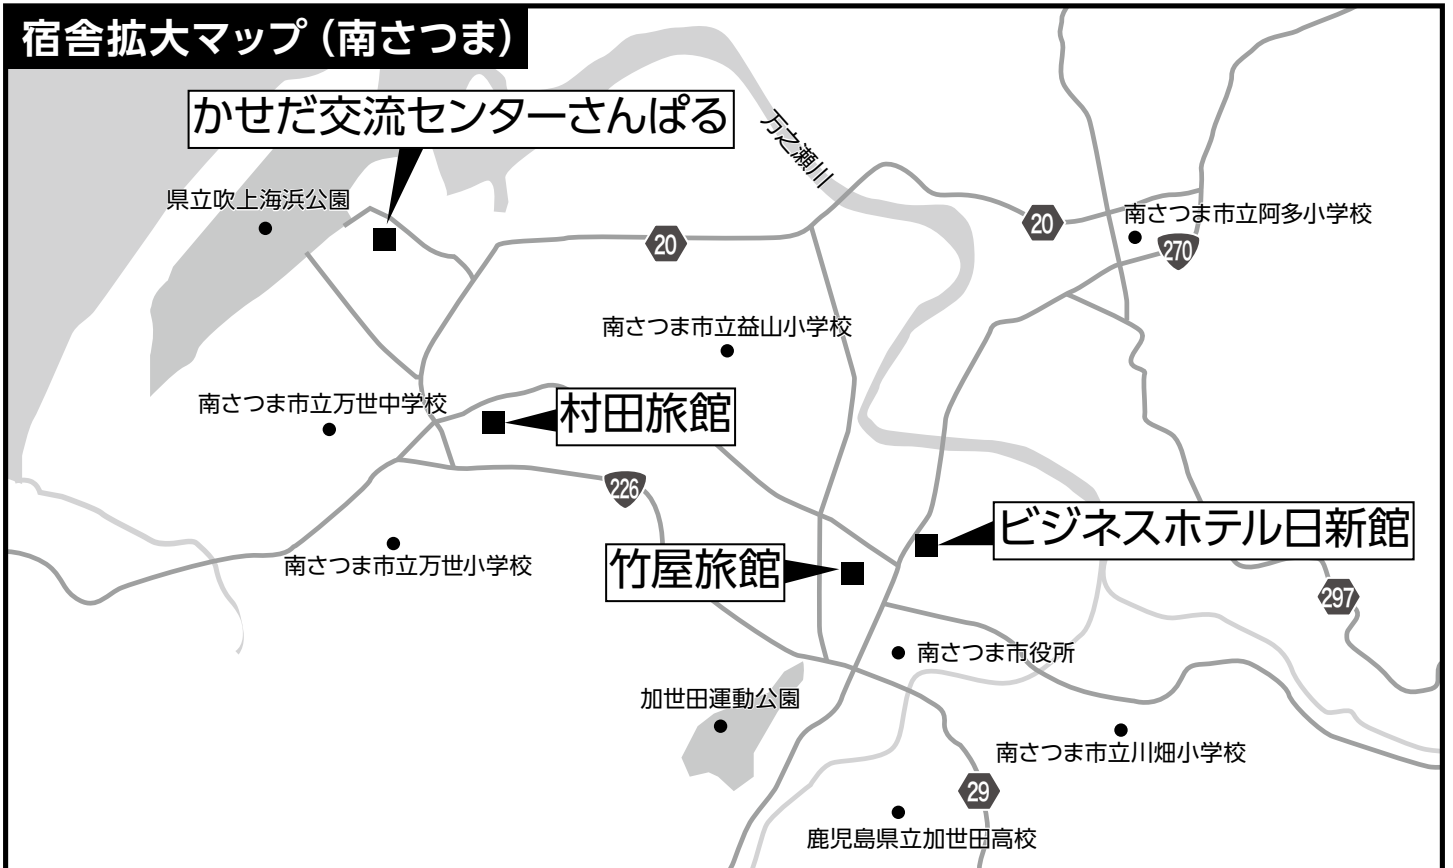 宿舎拡大マップ（南さつま）
かせだ交流センターさんぱる
万之瀬川
県立吹上海浜公園
20
20
南さつま市立阿多小学校
270
南さつま市立益山小学校
南さつま市立万世中学校
村田旅館
226
ビジネスホテル日新館
南さつま市立万世小学校
竹屋旅館
297
南さつま市役所
加世田運動公園
南さつま市立川畑小学校
29
鹿児島県立加世田高校